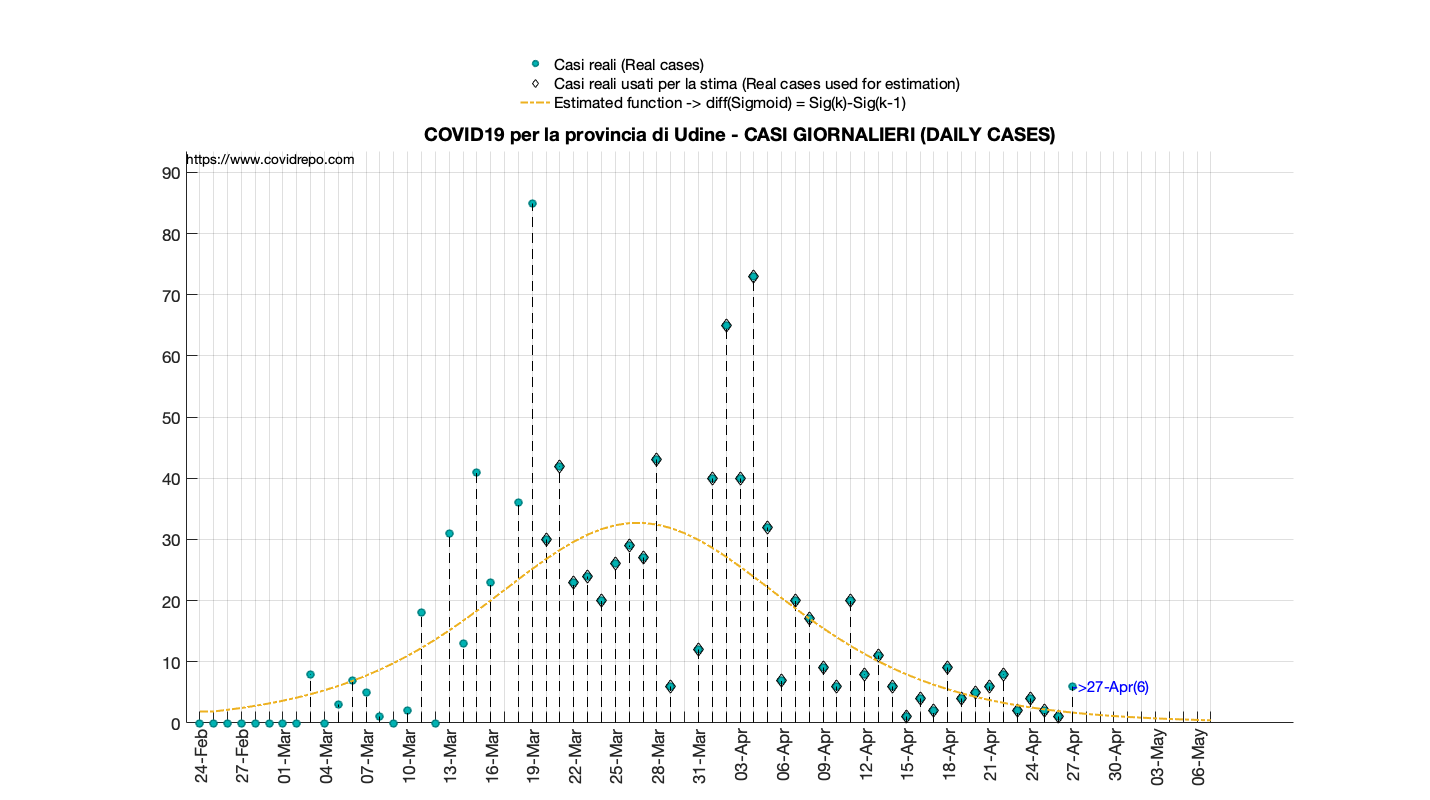 Casi reali (Real cases)
Casi reali usati per la stima (Real cases used for estimation)
Estimated function -> diff(Sigmoid) = Sig(k)-Sig(k-1)
COVID19 per la provincia di Udine - CASI GIORNALIERI (DAILY CASES)
https://www.covidrepo.com
90
80
70
60
50
40
30
20
10
0
>27-Apr(6)
24-Feb
27-Feb
01-Mar
04-Mar
07-Mar
10-Mar
13-Mar
16-Mar
19-Mar
22-Mar
25-Mar
28-Mar
31-Mar
03-Apr
06-Apr
09-Apr
12-Apr
15-Apr
18-Apr
21-Apr
24-Apr
27-Apr
30-Apr
03-May
06-May